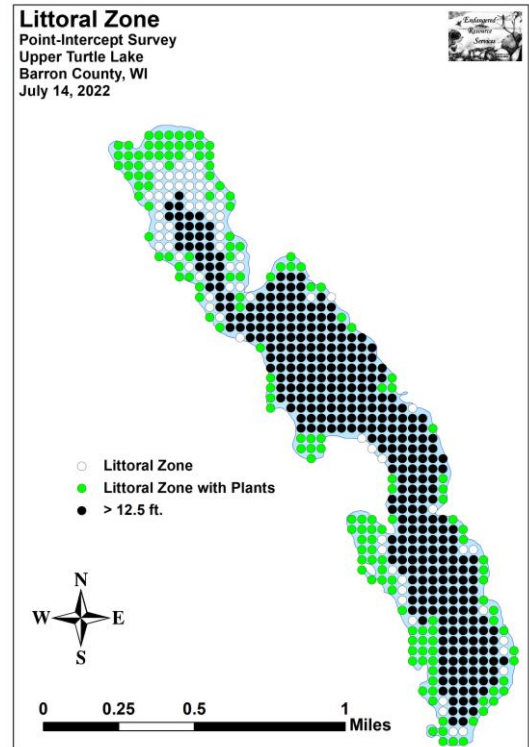 Littoral Zone
Point-Intercept Survey
Upper Turtle Lake
Barron County, WI
July 14, 2022
Endangered
Resource
Services
Littoral Zone
Littoral Zone with Plants
> 12.5 ft.
N
W E
S
0 0.25 0.5 1
Miles